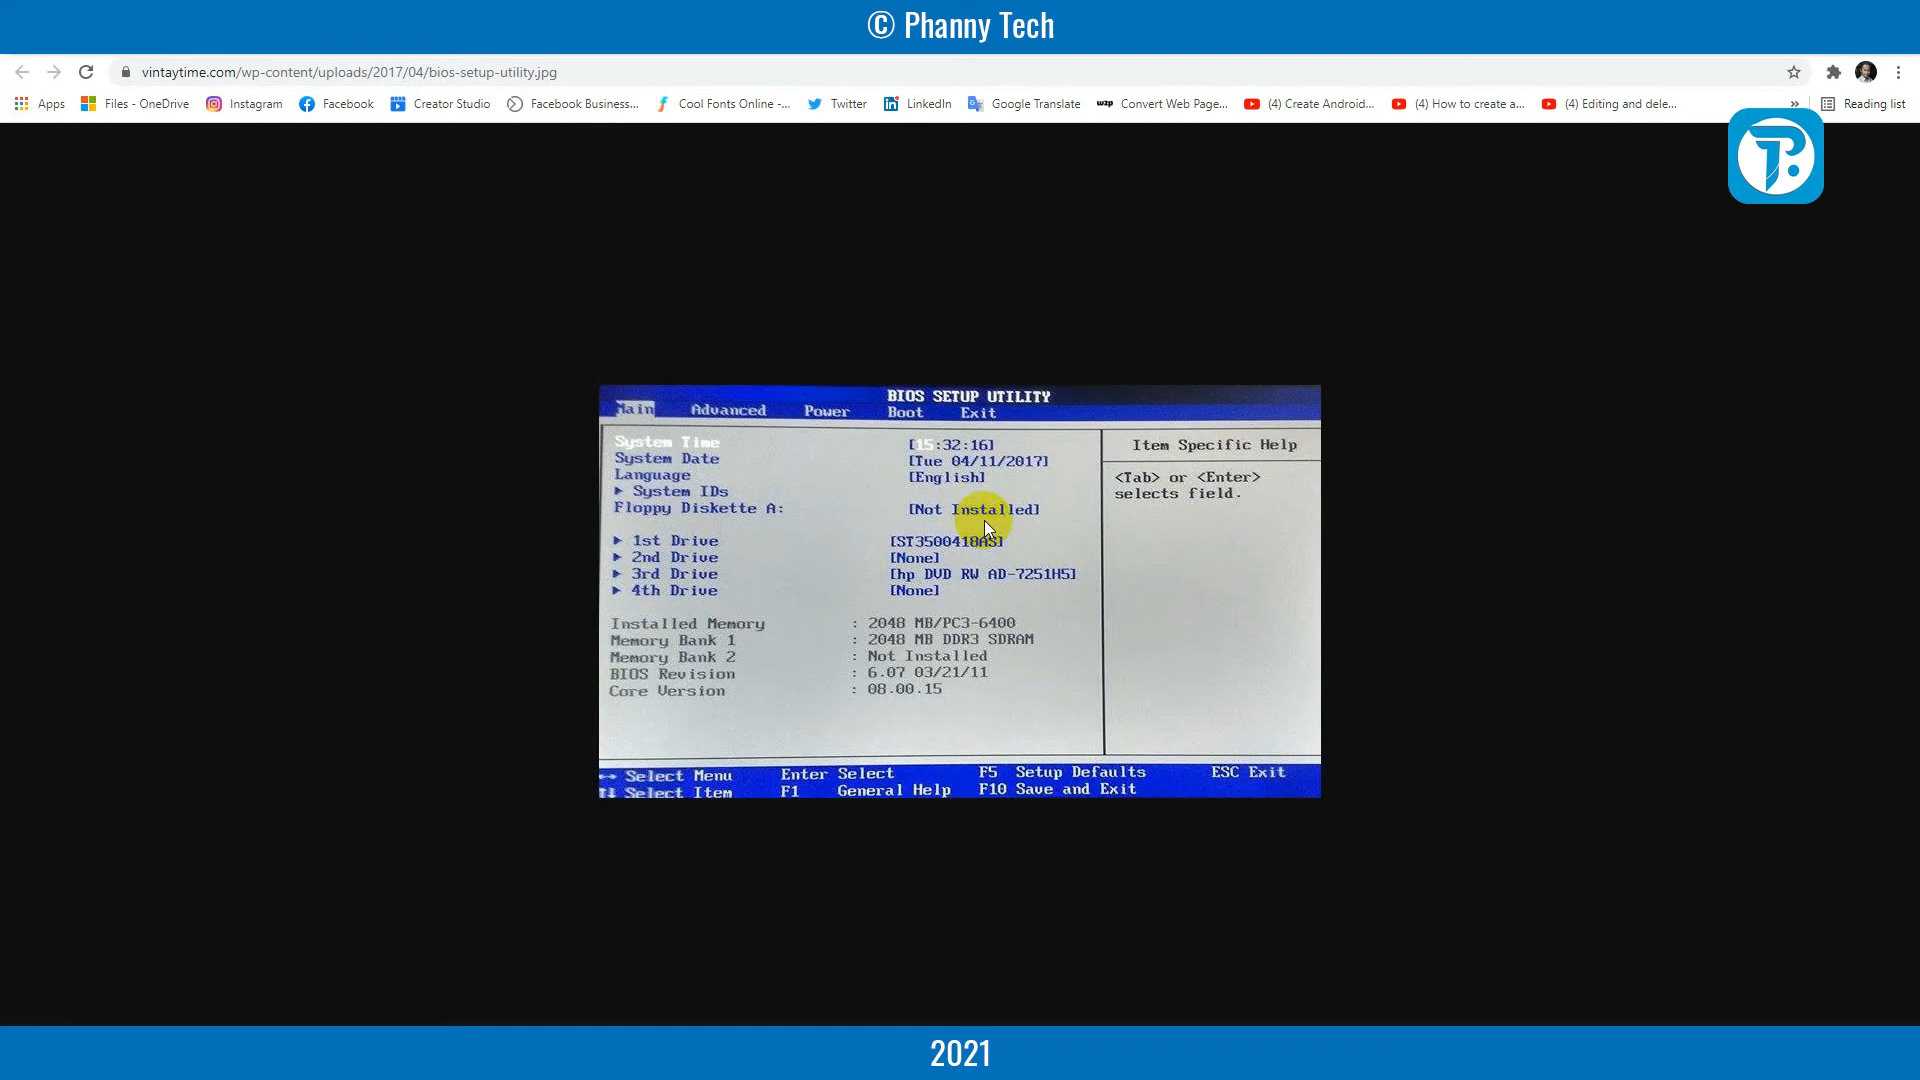 © Phanny Tech
vintaytime.com/wp-content/uploads/2017/04/bios-setup-utility.jpg
Apps Files - OneDrive Instagram Facebook Creator Studio Facebook Business... Cool Fonts Online -... Twitter LinkedIn Google Translate wzp Convert Web Page... (4) Create Android... (4) How to create a... (4) Editing and dele... » Reading list
BIOS SETUP UTILITY
Main Advanced Power Boot Exit
System Time [15:32:16]
System Date [Tue 04/11/2017]
Language [English]
System IDs
Floppy Diskette A: [Not Installed]
1st Drive [ST3500418AS]
2nd Drive [None]
3rd Drive [hp DVD RW AD-7251H5]
4th Drive [None]
Installed Memory : 2048 MB/PC3-6400
Memory Bank 1 : 2048 MB DDR3 SDRAM
Memory Bank 2 : Not Installed
BIOS Revision : 6.07 03/21/11
Core Version : 08.00.15
Item Specific Help
<Tab> or <Enter>
selects field.
↔ Select Menu Enter Select F5 Setup Defaults ESC Exit
↑↓ Select Item F1 General Help F10 Save and Exit
2021